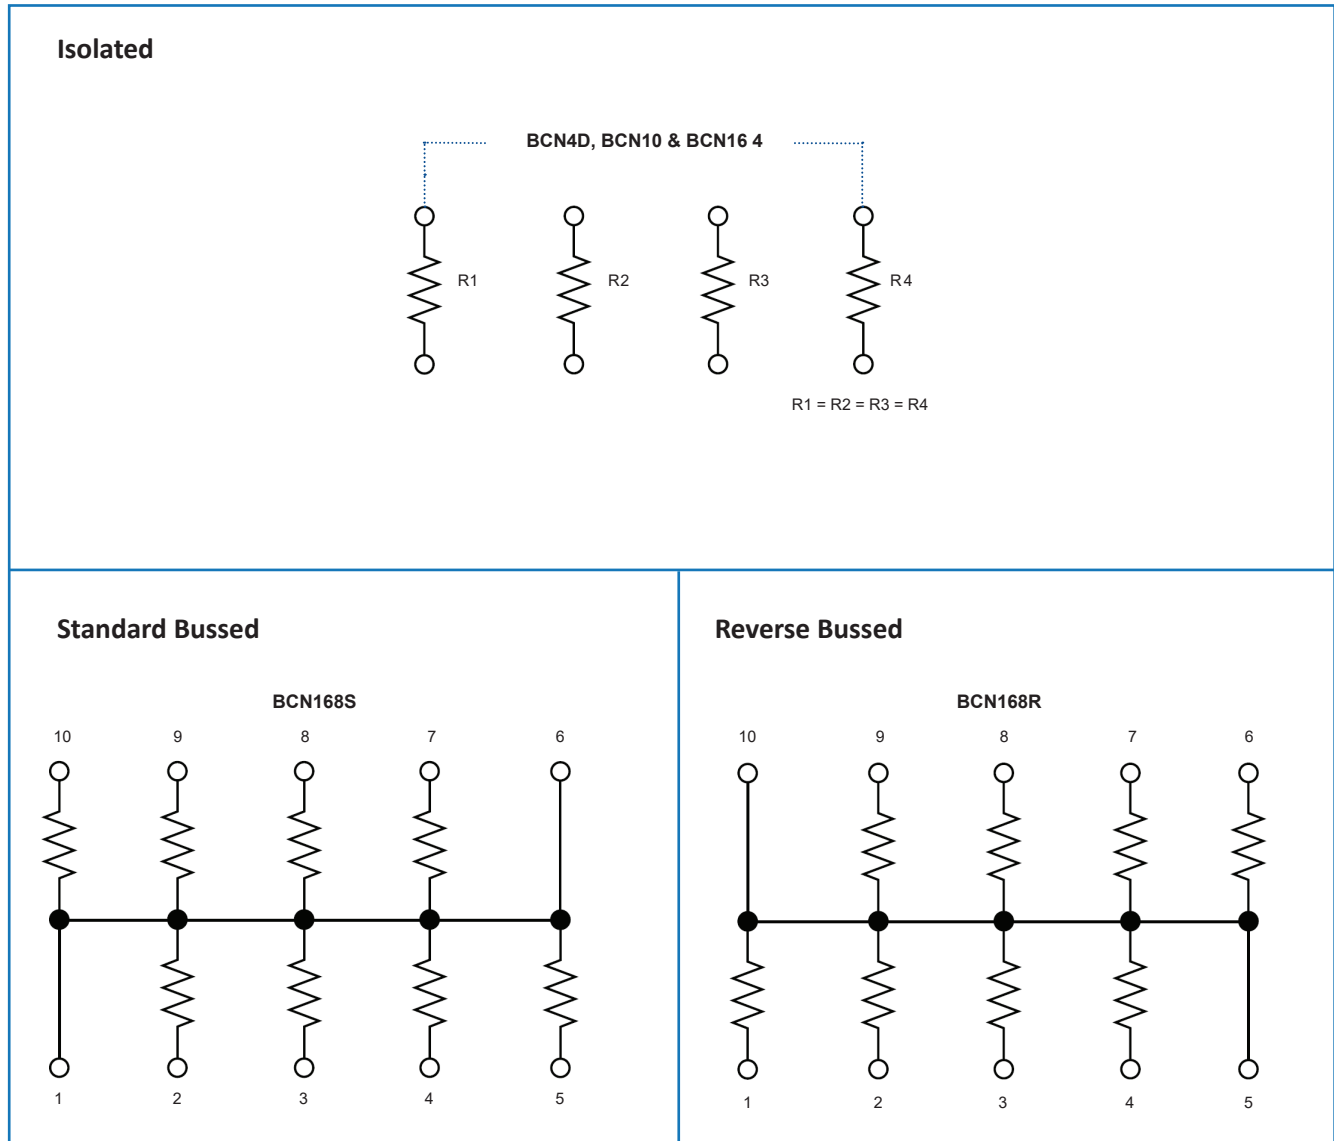 Isolated
BCN4D, BCN10 & BCN16 4
R1 R2 R3 R4
R1 = R2 = R3 = R4
Standard Bussed
BCN168S
10 9 8 7 6
1 2 3 4 5
Reverse Bussed
BCN168R
10 9 8 7 6
1 2 3 4 5